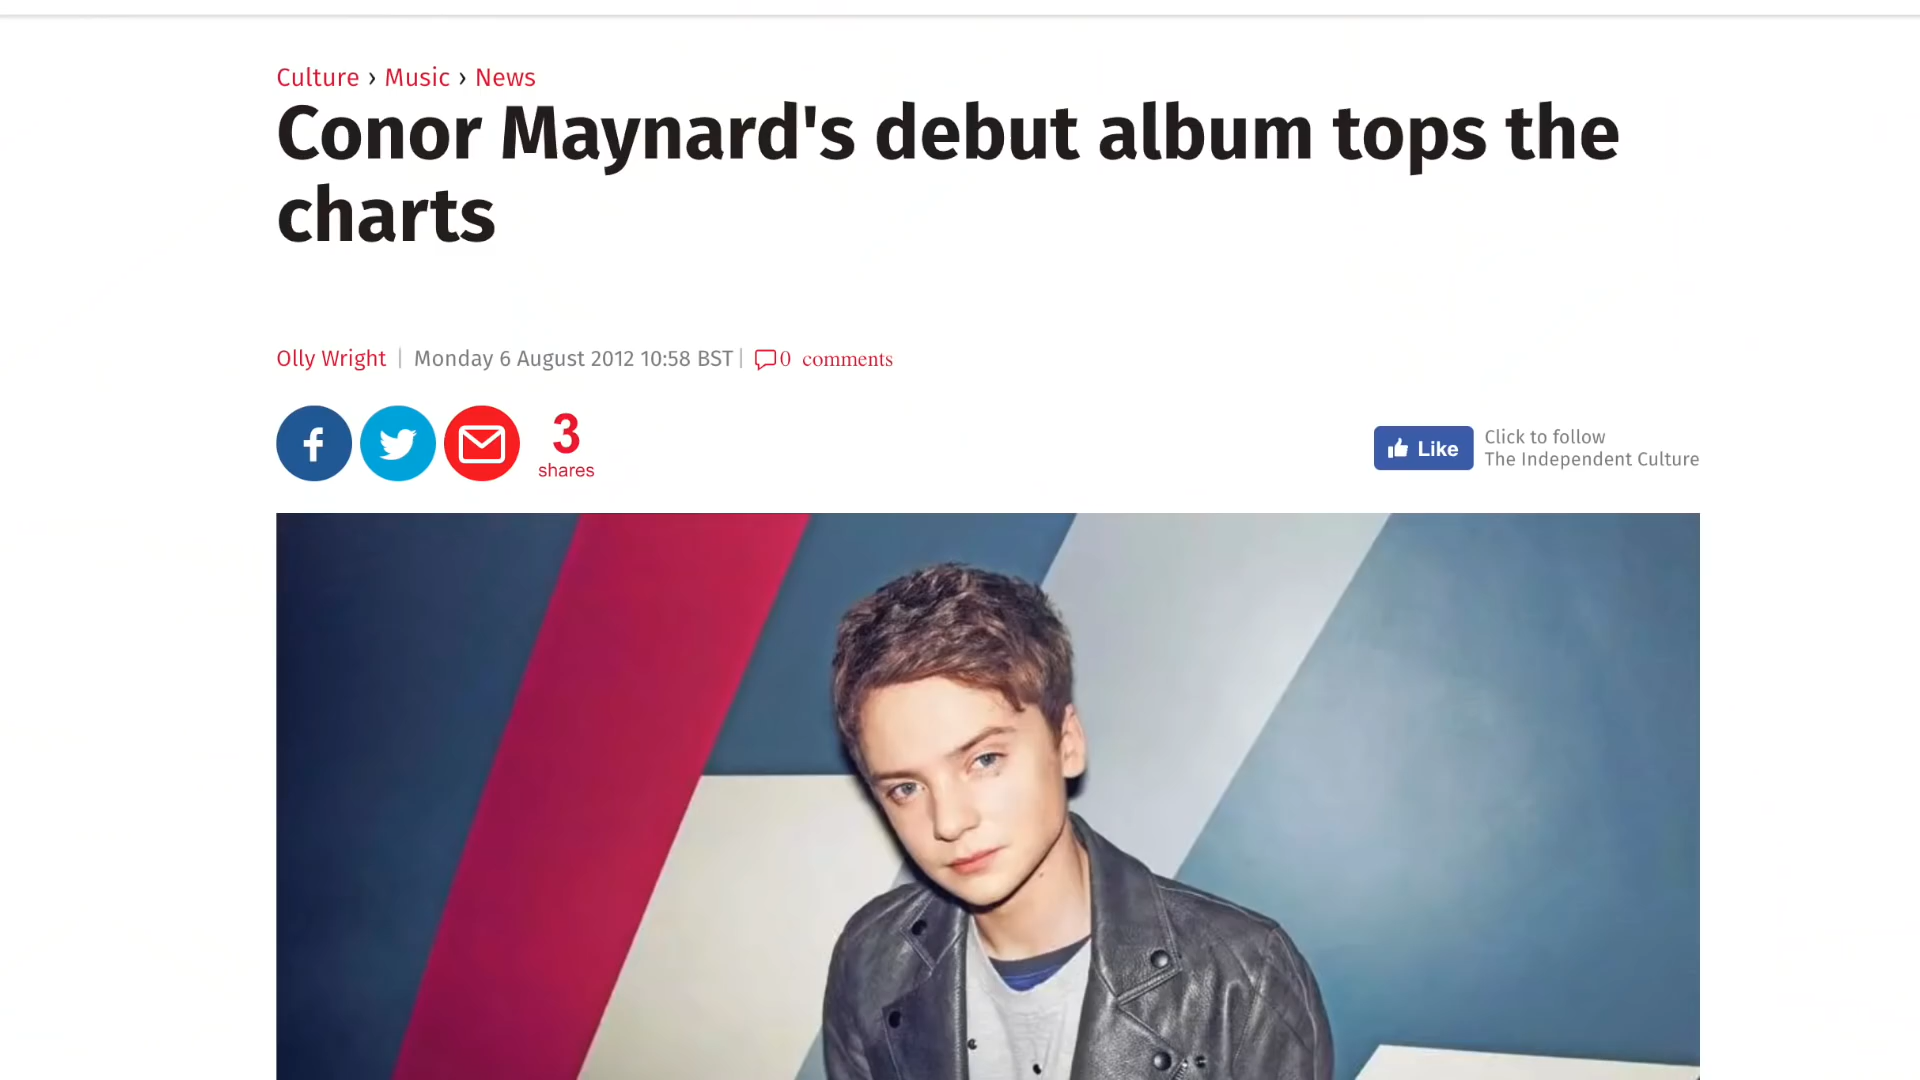 Culture › Music › News
Conor Maynard's debut album tops the
charts
Olly Wright | Monday 6 August 2012 10:58 BST | 0 comments
3
shares
Like
Click to follow
The Independent Culture